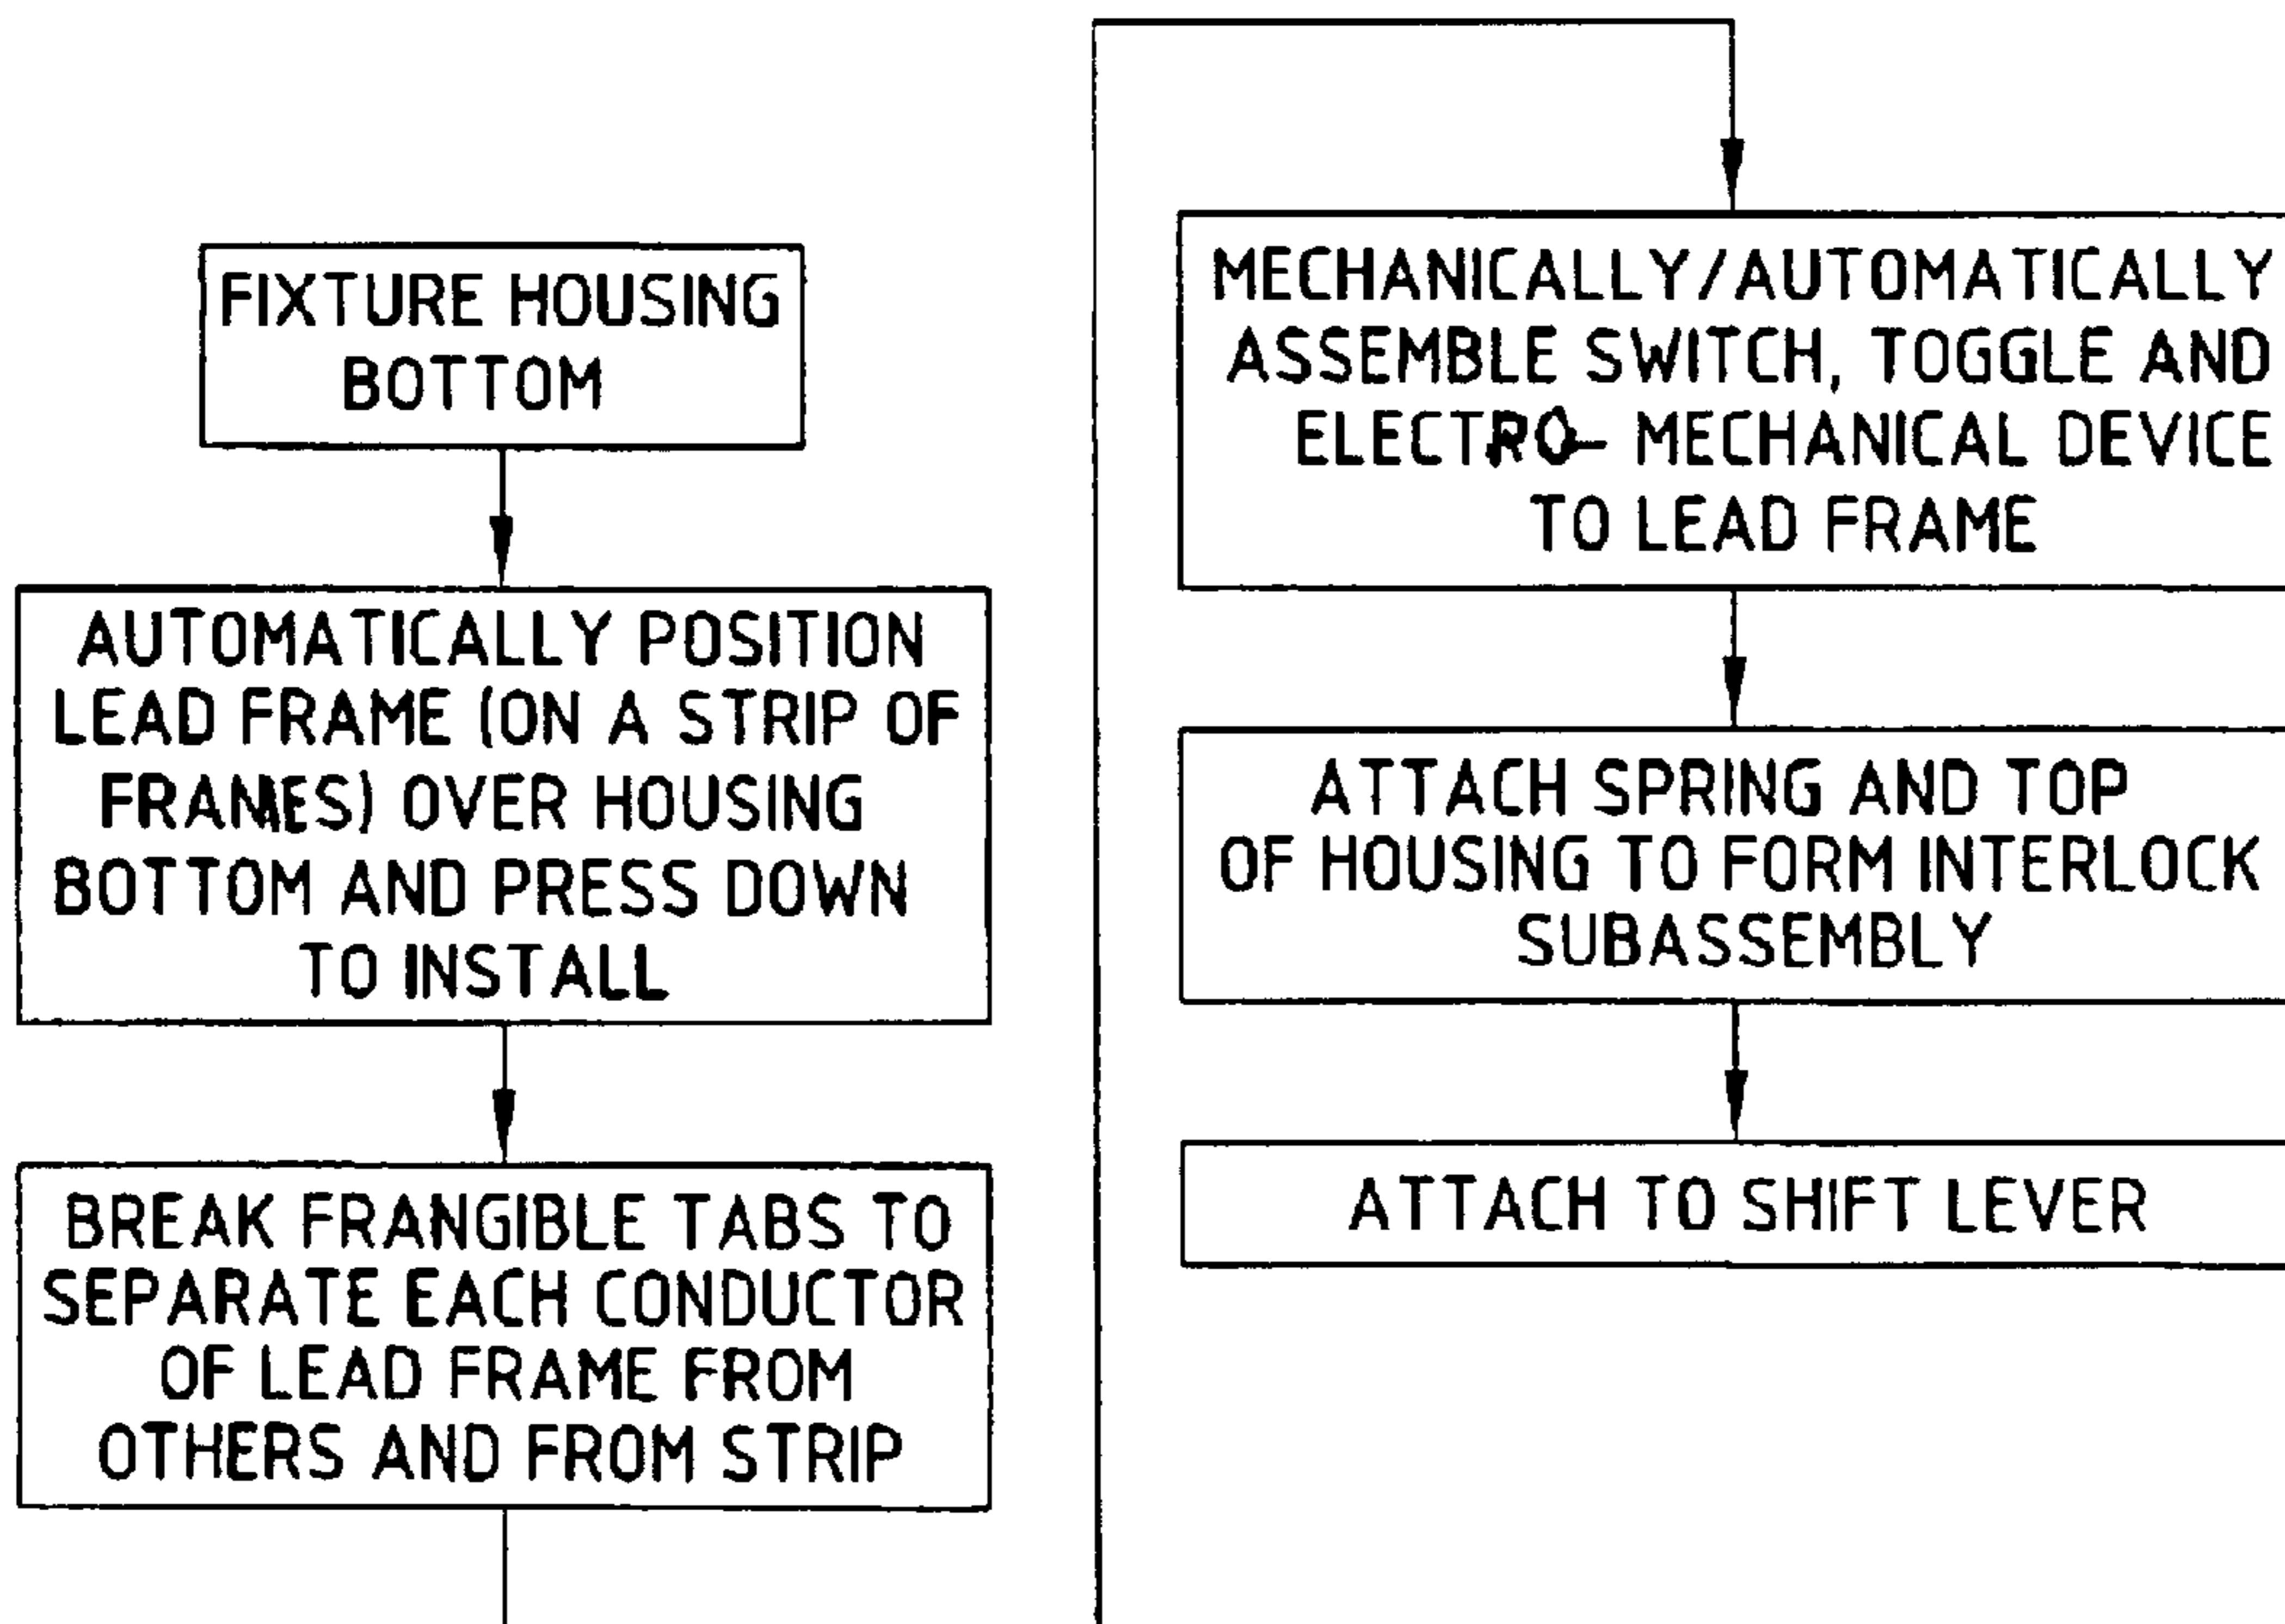 FIXTURE HOUSING
BOTTOM
AUTOMATICALLY POSITION
LEAD FRAME (ON A STRIP OF
FRAMES) OVER HOUSING
BOTTOM AND PRESS DOWN
TO INSTALL
BREAK FRANGIBLE TABS TO
SEPARATE EACH CONDUCTOR
OF LEAD FRAME FROM
OTHERS AND FROM STRIP
MECHANICALLY/AUTOMATICALLY
ASSEMBLE SWITCH, TOGGLE AND
ELECTRO- MECHANICAL DEVICE
TO LEAD FRAME
ATTACH SPRING AND TOP
OF HOUSING TO FORM INTERLOCK
SUBASSEMBLY
ATTACH TO SHIFT LEVER